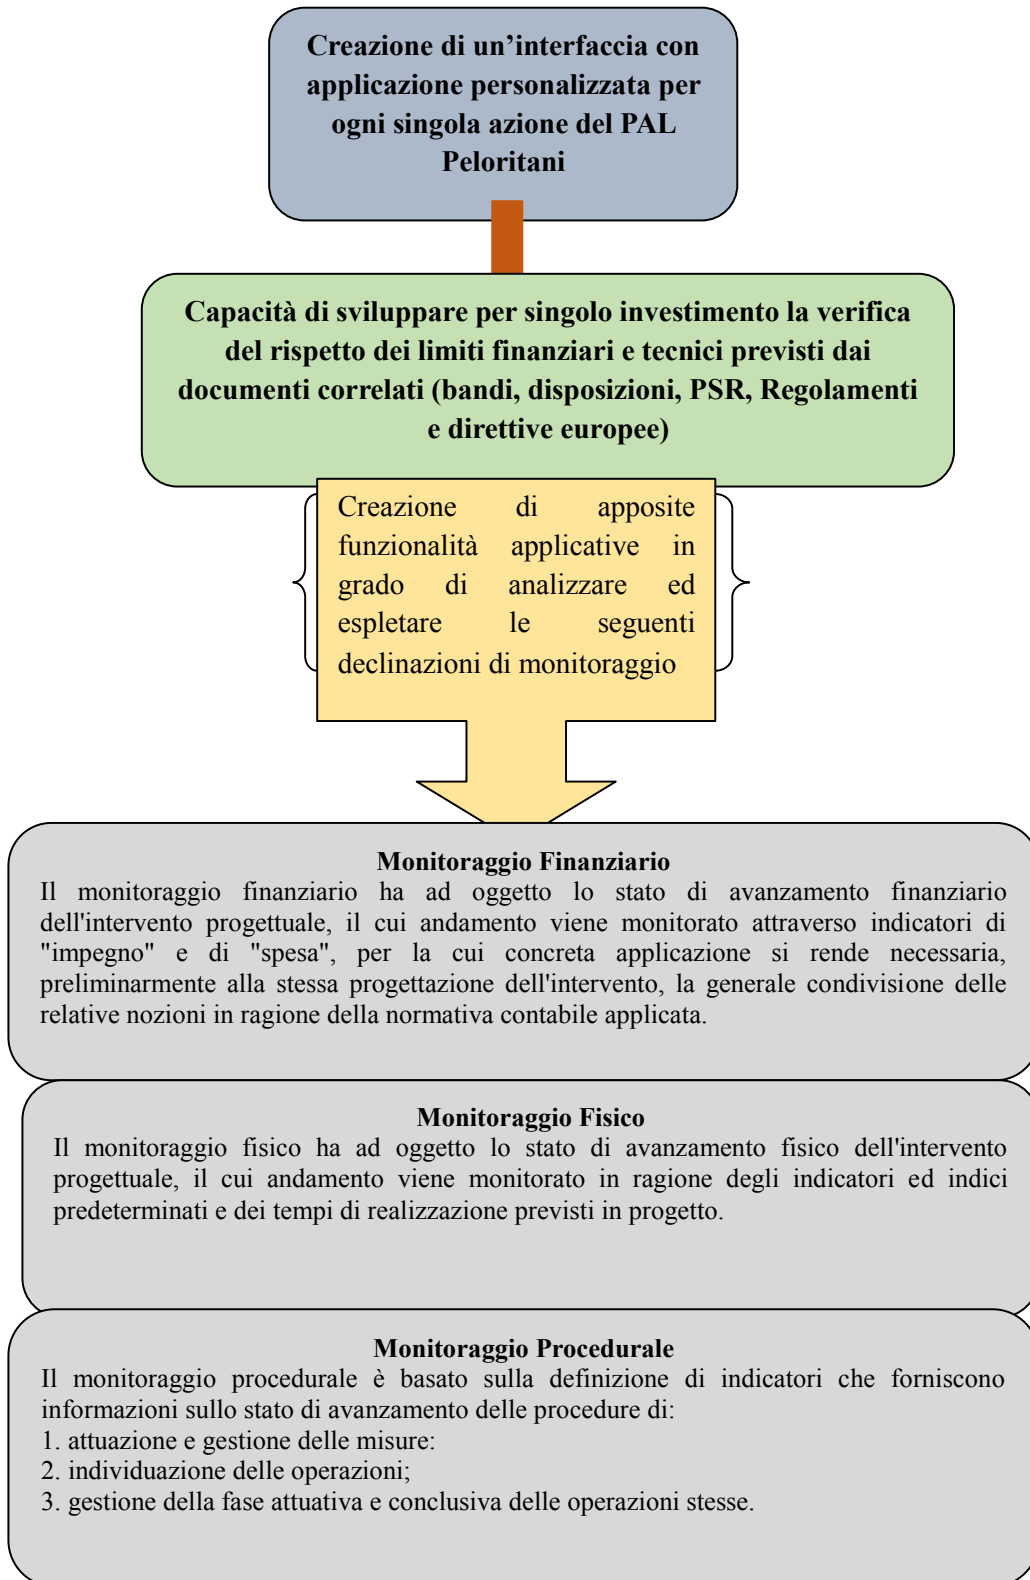 Creazione di un’interfaccia con
applicazione personalizzata per
ogni singola azione del PAL
Peloritani
Capacità di sviluppare per singolo investimento la verifica
del rispetto dei limiti finanziari e tecnici previsti dai
documenti correlati (bandi, disposizioni, PSR, Regolamenti
e direttive europee)
Creazione di apposite
funzionalità applicative in
grado di analizzare ed
espletare le seguenti
declinazioni di monitoraggio
Monitoraggio Finanziario
Il monitoraggio finanziario ha ad oggetto lo stato di avanzamento finanziario
dell'intervento progettuale, il cui andamento viene monitorato attraverso indicatori di
"impegno" e di "spesa", per la cui concreta applicazione si rende necessaria,
preliminarmente alla stessa progettazione dell'intervento, la generale condivisione delle
relative nozioni in ragione della normativa contabile applicata.
Monitoraggio Fisico
Il monitoraggio fisico ha ad oggetto lo stato di avanzamento fisico dell'intervento
progettuale, il cui andamento viene monitorato in ragione degli indicatori ed indici
predeterminati e dei tempi di realizzazione previsti in progetto.
Monitoraggio Procedurale
Il monitoraggio procedurale è basato sulla definizione di indicatori che forniscono
informazioni sullo stato di avanzamento delle procedure di:
1. attuazione e gestione delle misure:
2. individuazione delle operazioni;
3. gestione della fase attuativa e conclusiva delle operazioni stesse.